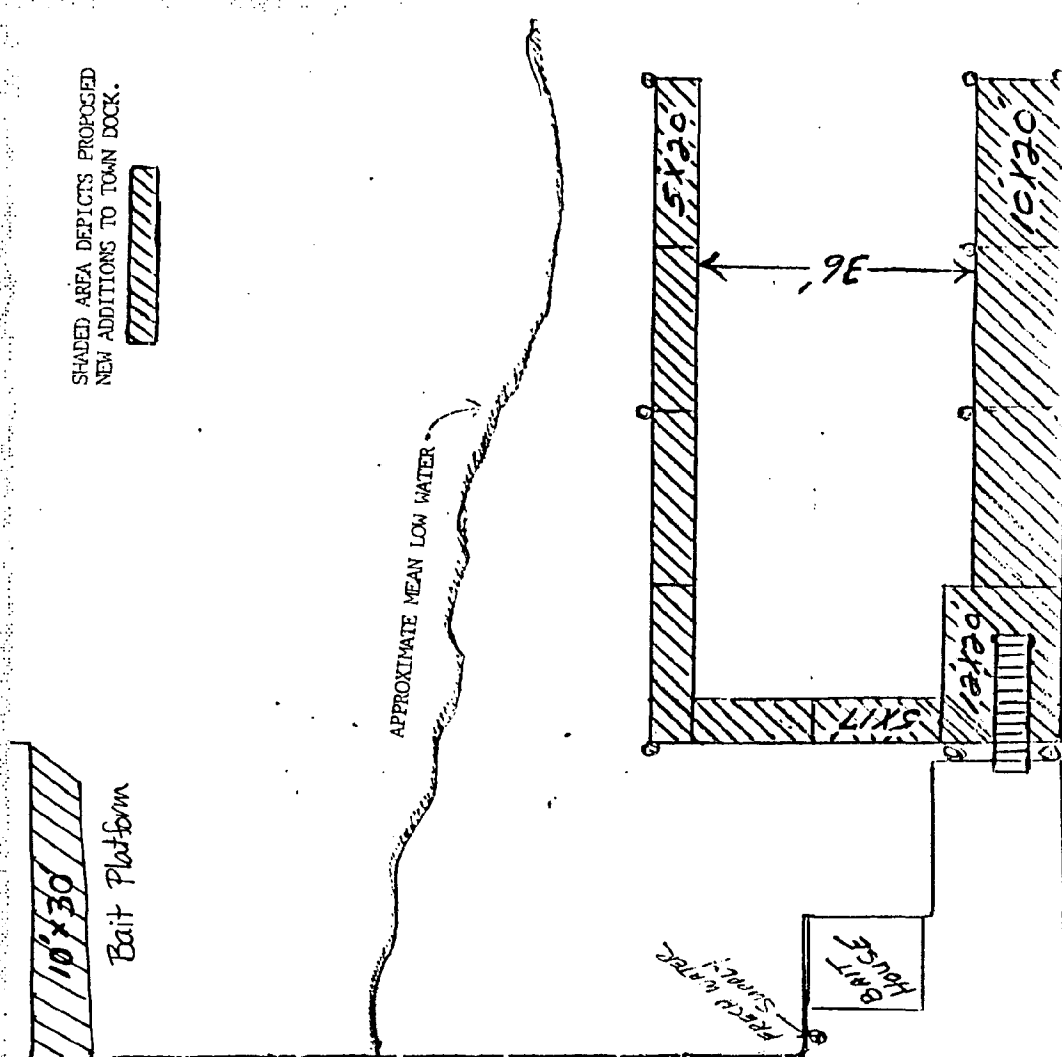 SHADED AREA DEPICTS PROPOSED
NEW ADDITIONS TO TOWN DOCK.
APPROXIMATE MEAN LOW WATER
5X20'
36'
10X20'
12X20'
5X17
10'x30'
Bait Platform
FRECH WATER
SUPPLY
BAIT
HOUSE